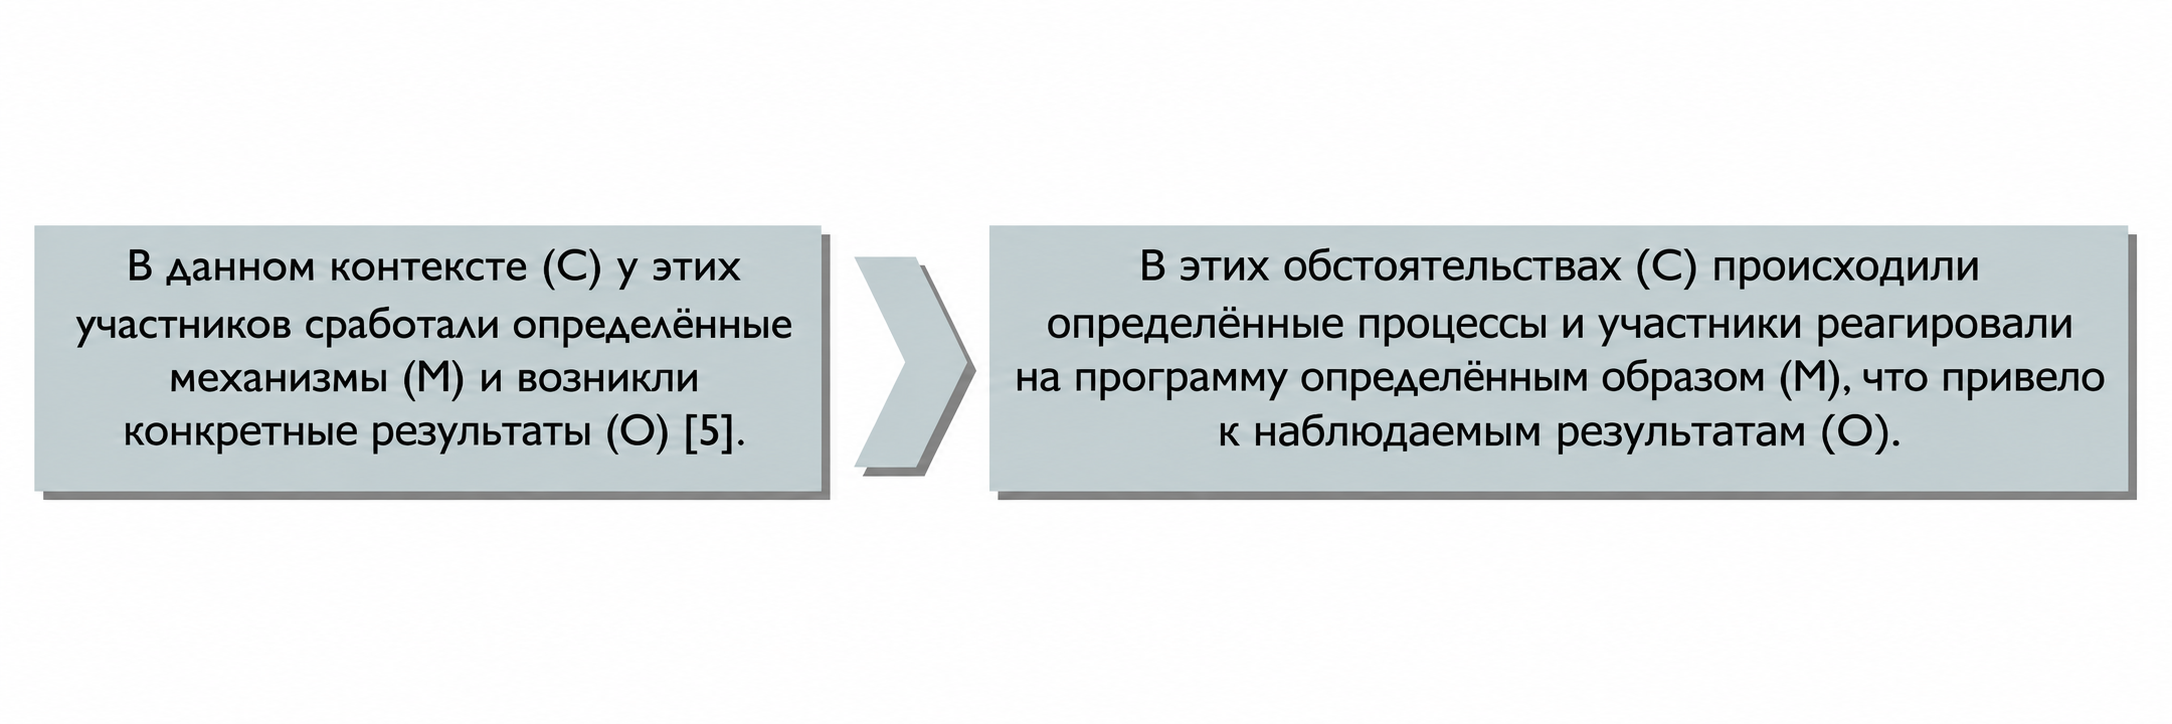 В данном контексте (С) у этих
участников сработали определённые
механизмы (М) и возникли
конкретные результаты (О) [5].
В этих обстоятельствах (С) происходили
определённые процессы и участники реагировали
на программу определённым образом (М), что привело
к наблюдаемым результатам (О).